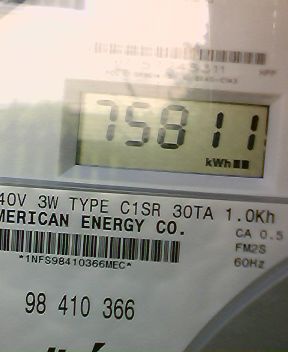 75811
kWh
40V 3W TYPE C1SR 30TA 1.0Kh
MERICAN ENERGY CO.
CA 0.5
FM2S
*1NFS98410366MEC*
60Hz
98 410 366